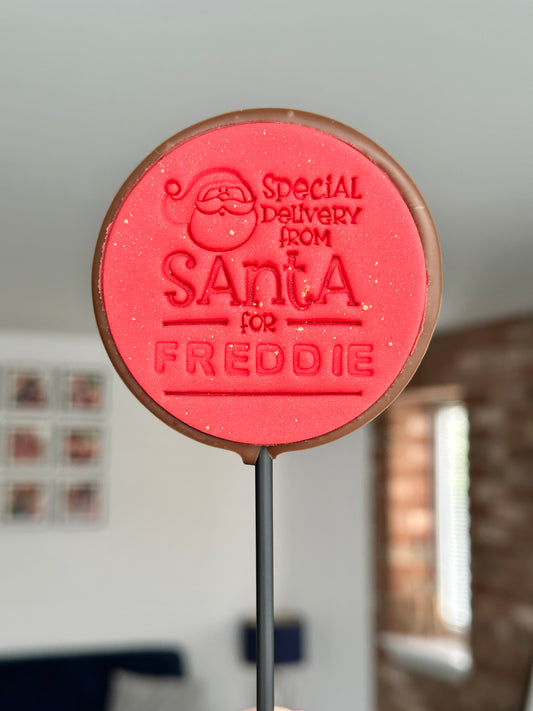 SPECIAL
DELIVERY
FROM
SANTA
FOR
FREDDIE